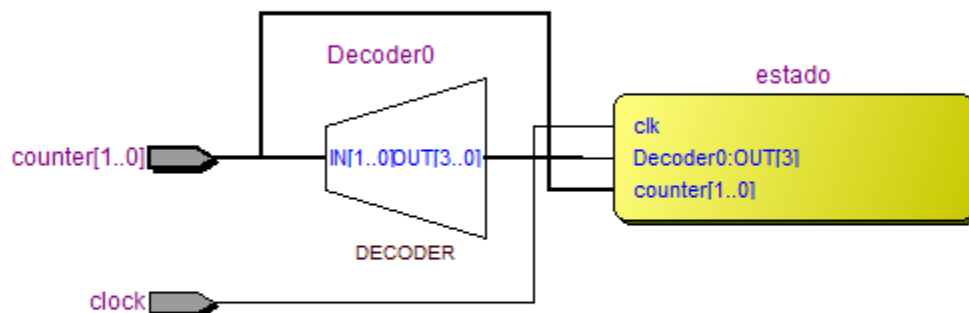 Decoder0
estado
counter[1..0]
IN[1..0]OUT[3..0]
clk
Decoder0:OUT[3]
counter[1..0]
DECODER
clock